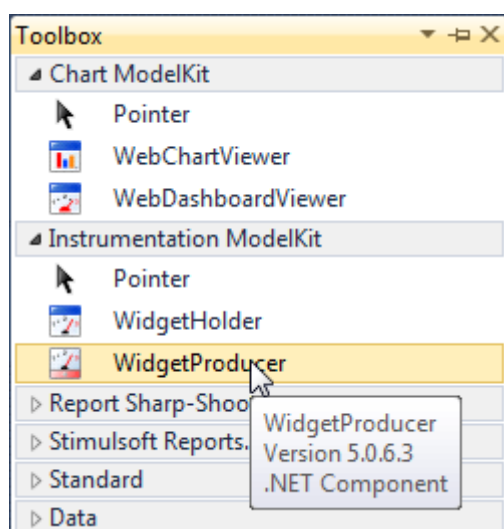 Toolbox
Chart ModelKit
Pointer
WebChartViewer
WebDashboardViewer
Instrumentation ModelKit
Pointer
WidgetHolder
WidgetProducer
Report Sharp-Shoo
Stimulsoft Reports.
Standard
Data
WidgetProducer
Version 5.0.6.3
.NET Component